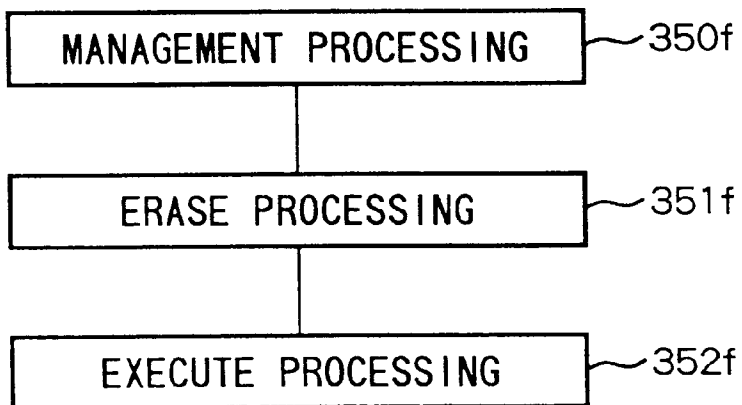 MANAGEMENT PROCESSING 350f
ERASE PROCESSING 351f
EXECUTE PROCESSING 352f